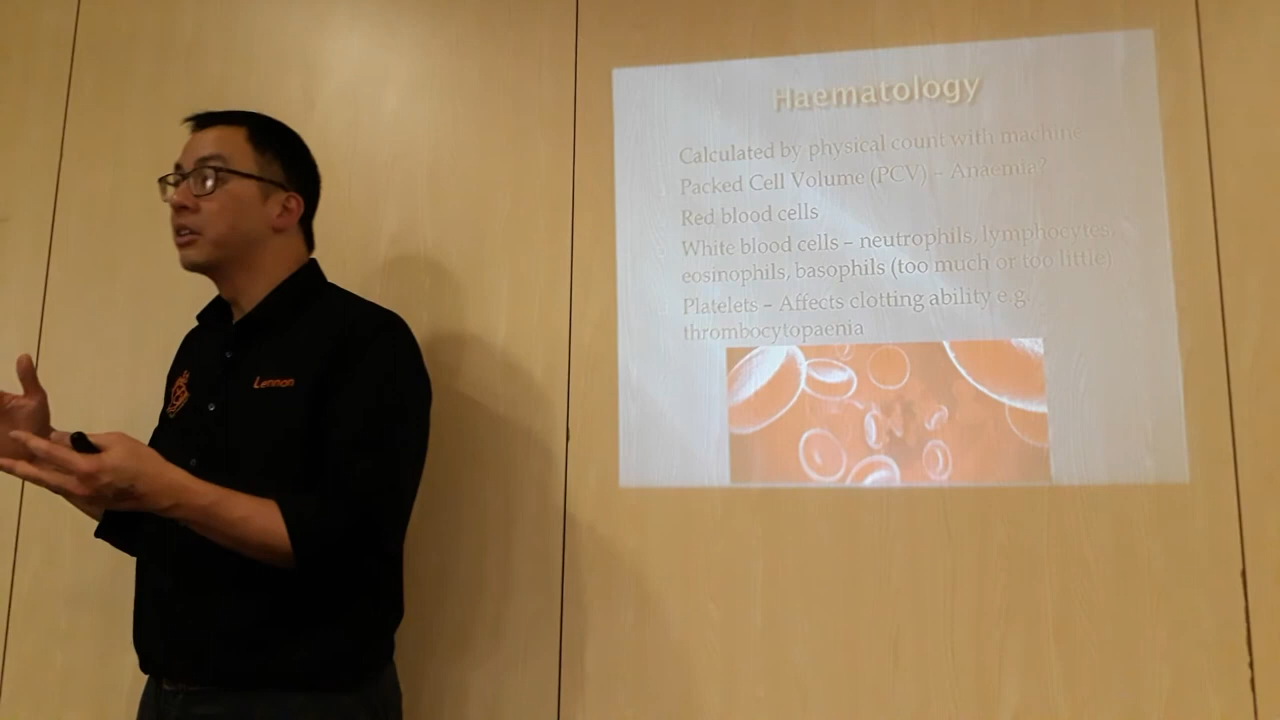 Haematology
Calculated by physical count with machine
Packed Cell Volume (PCV) – Anaemia?
Red blood cells
White blood cells – neutrophils, lymphocytes,
eosinophils, basophils (too much or too little)
Platelets – Affects clotting ability e.g.
thrombocytopaenia
Lennon